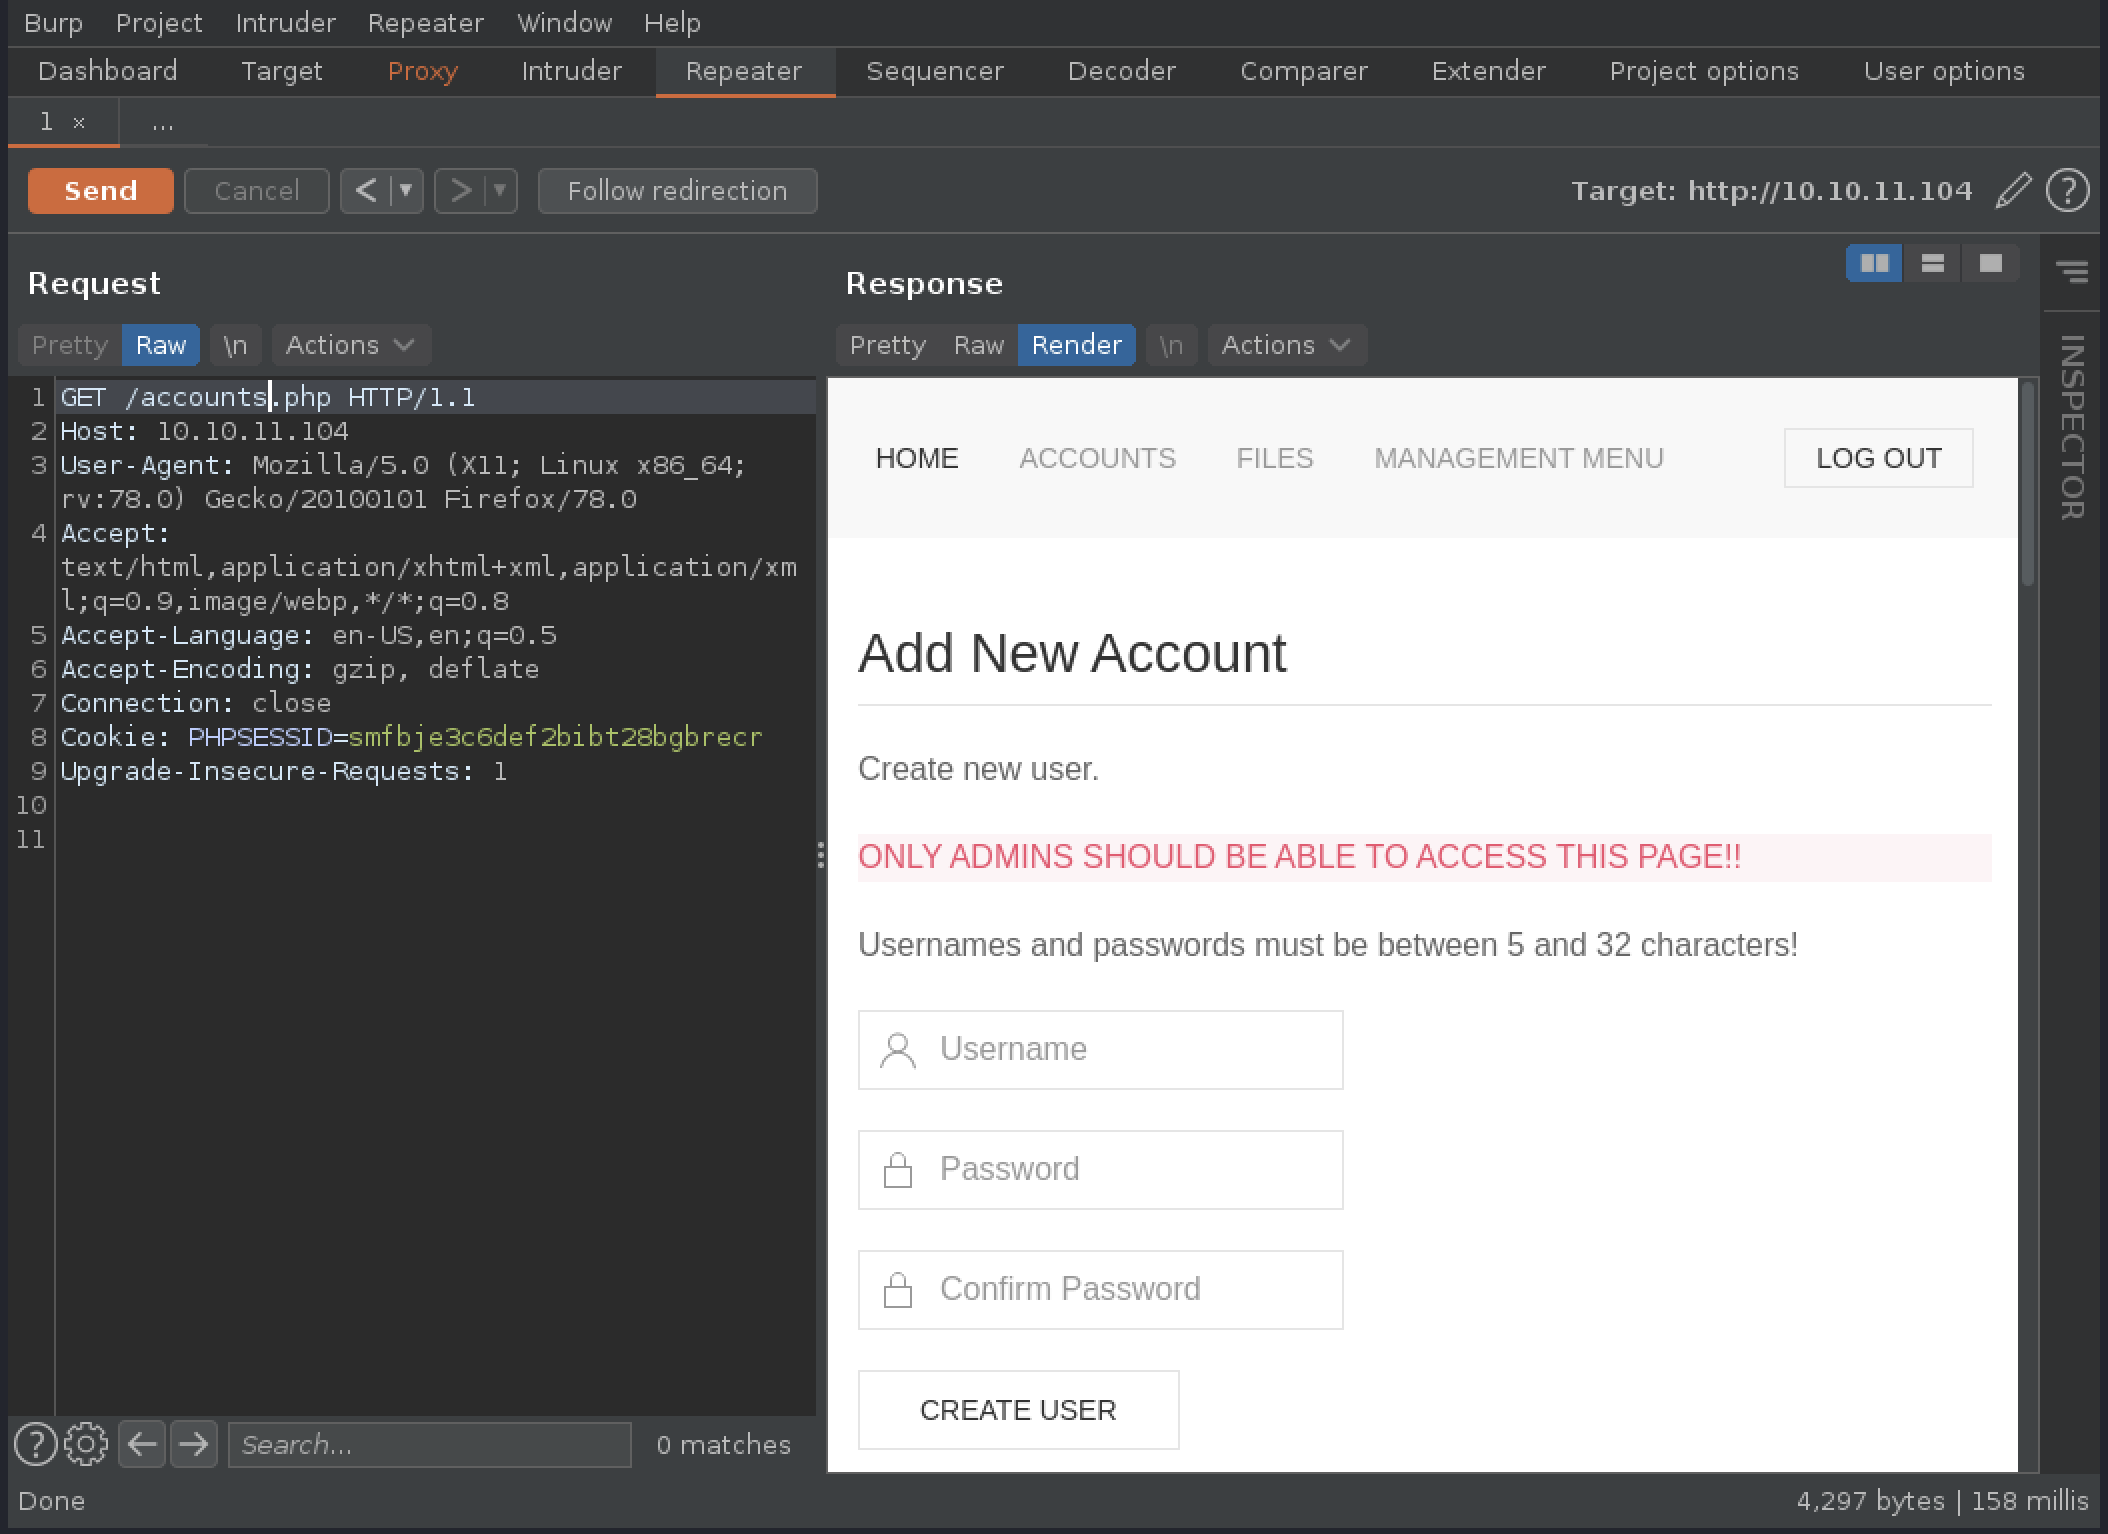 Burp Project Intruder Repeater Window Help
Dashboard Target Proxy Intruder Repeater Sequencer Decoder Comparer Extender Project options User options
1 × ...
Send Cancel < > Follow redirection Target: http://10.10.11.104
Request
Pretty Raw \n Actions
1 GET /accounts.php HTTP/1.1
2 Host: 10.10.11.104
3 User-Agent: Mozilla/5.0 (X11; Linux x86_64;
rv:78.0) Gecko/20100101 Firefox/78.0
4 Accept:
text/html,application/xhtml+xml,application/xm
l;q=0.9,image/webp,*/*;q=0.8
5 Accept-Language: en-US,en;q=0.5
6 Accept-Encoding: gzip, deflate
7 Connection: close
8 Cookie: PHPSESSID=smfbje3c6def2bibt28bgbrecr
9 Upgrade-Insecure-Requests: 1
10
11
Search... 0 matches
Response
Pretty Raw Render \n Actions
HOME ACCOUNTS FILES MANAGEMENT MENU LOG OUT
Add New Account
Create new user.
ONLY ADMINS SHOULD BE ABLE TO ACCESS THIS PAGE!!
Usernames and passwords must be between 5 and 32 characters!
Username
Password
Confirm Password
CREATE USER
INSPECTOR
Done 4,297 bytes | 158 millis